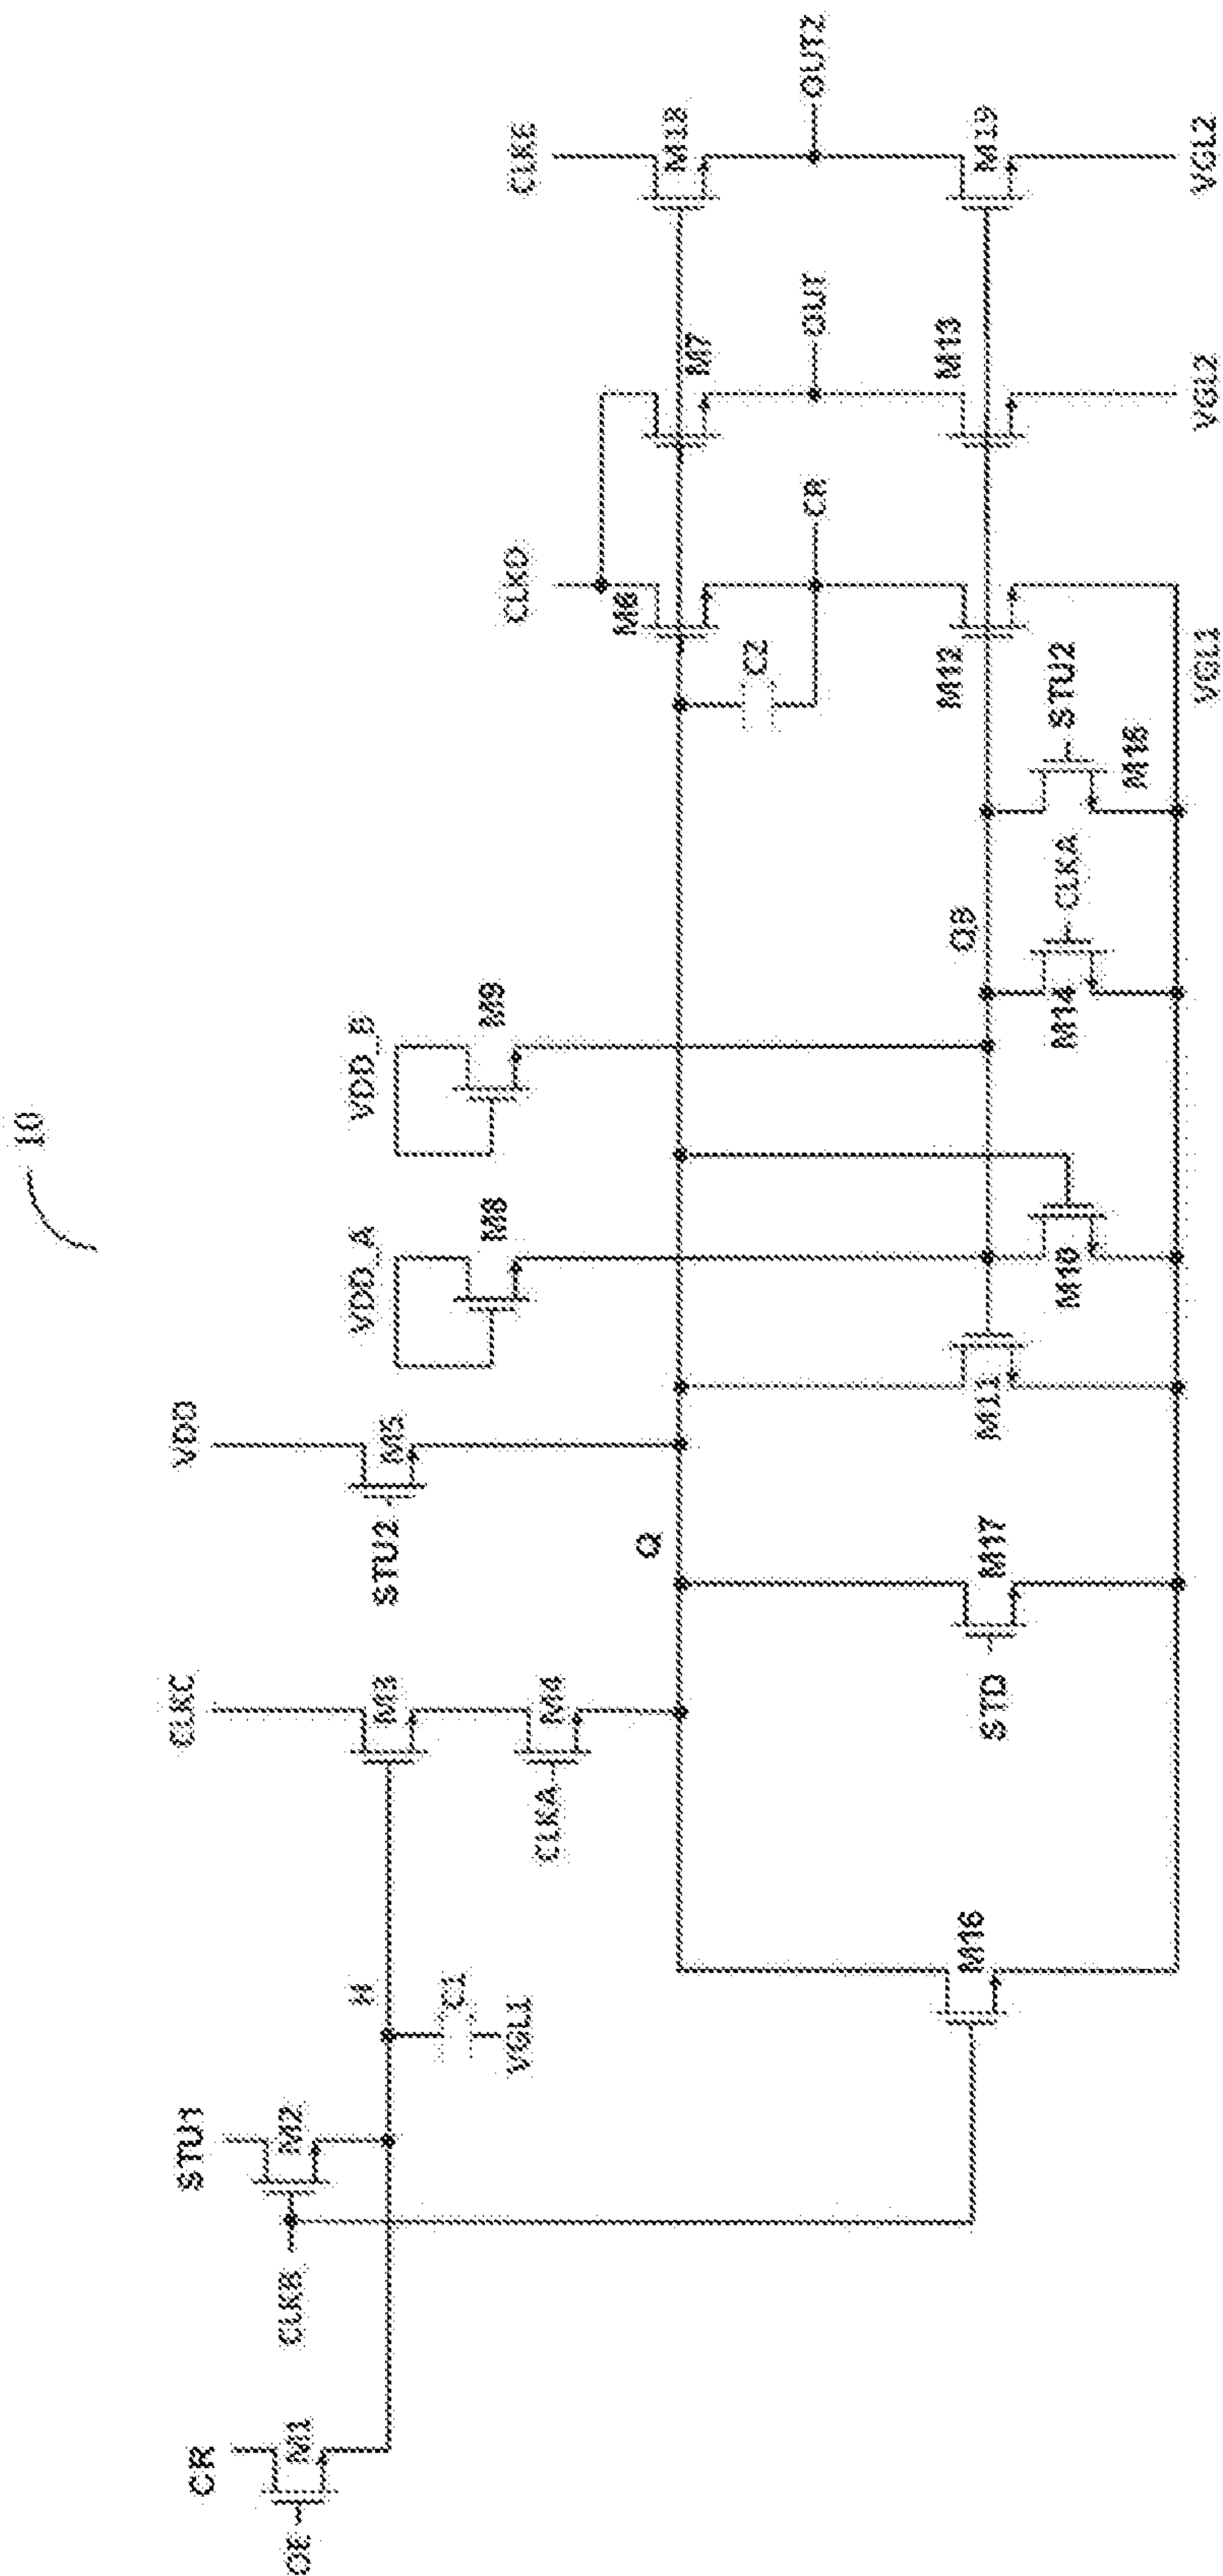 10
CR
OE
M1
STU1
CLKB
M2
H
C1
VGL1
CLKC
M3
CLKA
M4
VDD
STU2
M5
Q
VDD_A
M8
VDD_B
M9
CLKD
M6
C2
CR
M7
OUT
CLKE
M18
OUT2
M16
STD
M17
M11
M10
QB
M14
CLKA
M15
STU2
M12
M13
M19
VGL1
VGL2
VGL2